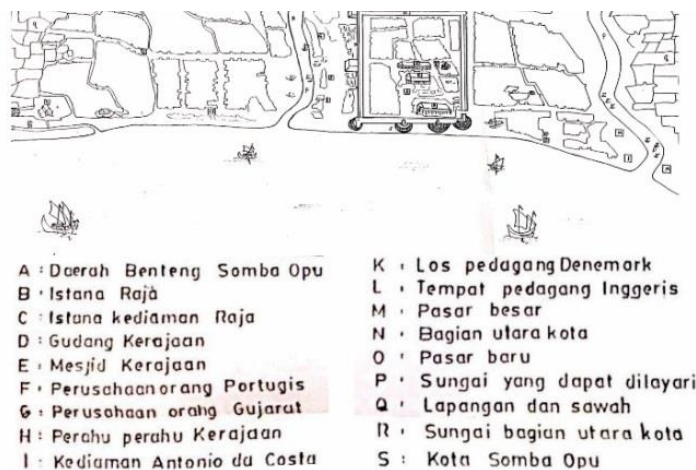 A : Daerah Benteng Somba Opu
B : Istana Raja
C : Istana kediaman Raja
D : Gudang Kerajaan
E : Mesjid Kerajaan
F : Perusahaan orang Portugis
G : Perusahaan orang Gujarat
H : Perahu perahu Kerajaan
I : Kediaman Antonio da Costa
K : Los pedagang Denemark
L : Tempat pedagang Inggeris
M : Pasar besar
N : Bagian utara kota
O : Pasar baru
P : Sungai yang dapat dilayari
Q : Lapangan dan sawah
R : Sungai bagian utara kota
S : Kota Somba Opu